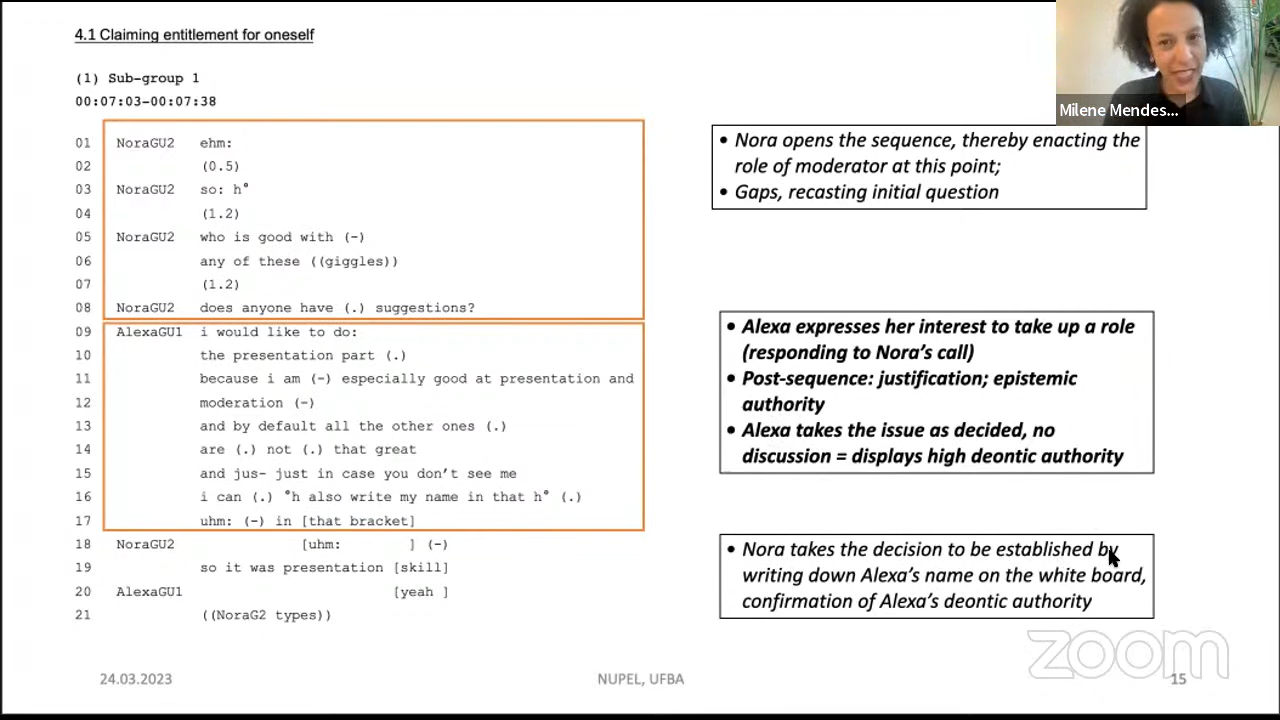 4.1 Claiming entitlement for oneself
(1) Sub-group 1
00:07:03-00:07:38
01 NoraGU2 ehm:
02 (0.5)
03 NoraGU2 so: h°
04 (1.2)
05 NoraGU2 who is good with (-)
06 any of these ((giggles))
07 (1.2)
08 NoraGU2 does anyone have (.) suggestions?
09 AlexaGU1 i would like to do:
10 the presentation part (.)
11 because i am (-) especially good at presentation and
12 moderation (-)
13 and by default all the other ones (.)
14 are (.) not (.) that great
15 and jus- just in case you don't see me
16 i can (.) °h also write my name in that h° (.)
17 uhm: (-) in [that bracket]
18 NoraGU2 [uhm: ] (-)
19 so it was presentation [skill]
20 AlexaGU1 [yeah ]
21 ((NoraG2 types))
Milene Mendes...
• Nora opens the sequence, thereby enacting the
role of moderator at this point;
• Gaps, recasting initial question
• Alexa expresses her interest to take up a role
(responding to Nora's call)
• Post-sequence: justification; epistemic
authority
• Alexa takes the issue as decided, no
discussion = displays high deontic authority
• Nora takes the decision to be established by
writing down Alexa's name on the white board,
confirmation of Alexa's deontic authority
zoom
24.03.2023
NUPEL, UFBA
15